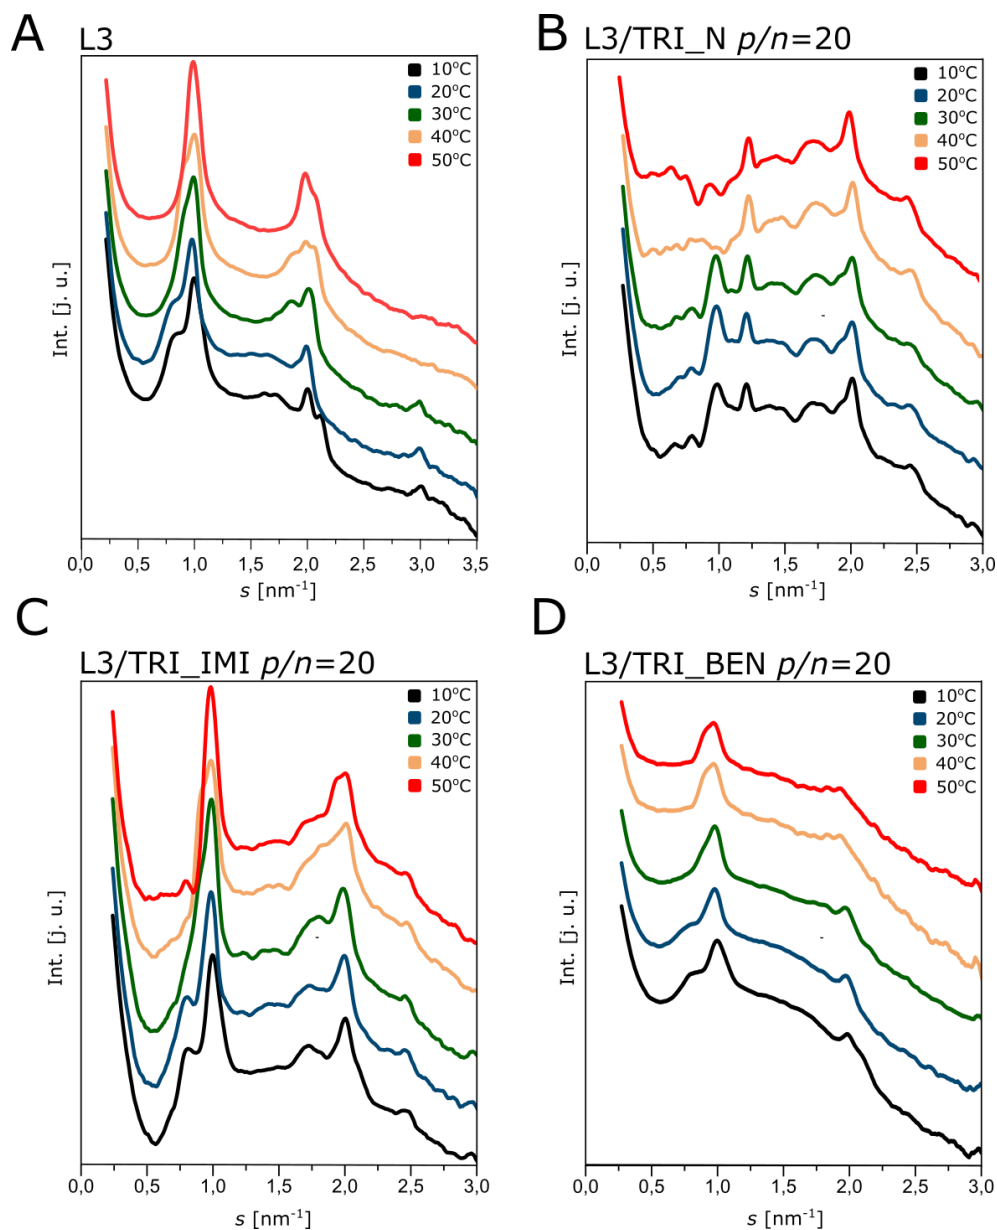 A L3
10°C
20°C
30°C
40°C
50°C
Int. [j. u.]
0,0 0,5 1,0 1,5 2,0 2,5 3,0 3,5
s [nm⁻¹]
B L3/TRI_N p/n=20
10°C
20°C
30°C
40°C
50°C
Int. [j. u.]
0,0 0,5 1,0 1,5 2,0 2,5 3,0
s [nm⁻¹]
C L3/TRI_IMI p/n=20
10°C
20°C
30°C
40°C
50°C
Int. [j. u.]
0,0 0,5 1,0 1,5 2,0 2,5 3,0
s [nm⁻¹]
D L3/TRI_BEN p/n=20
10°C
20°C
30°C
40°C
50°C
Int. [j. u.]
0,0 0,5 1,0 1,5 2,0 2,5 3,0
s [nm⁻¹]